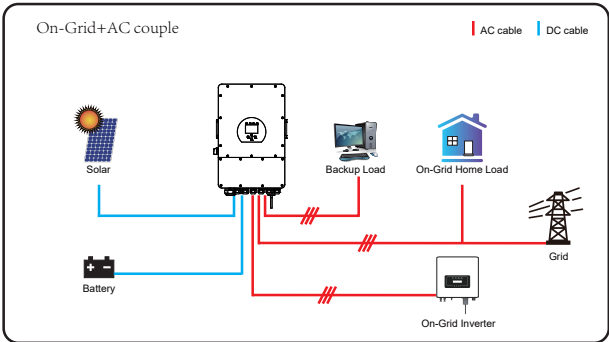 On-Grid+AC couple
AC cable
DC cable
Solar
Backup Load
On-Grid Home Load
Battery
Grid
On-Grid Inverter